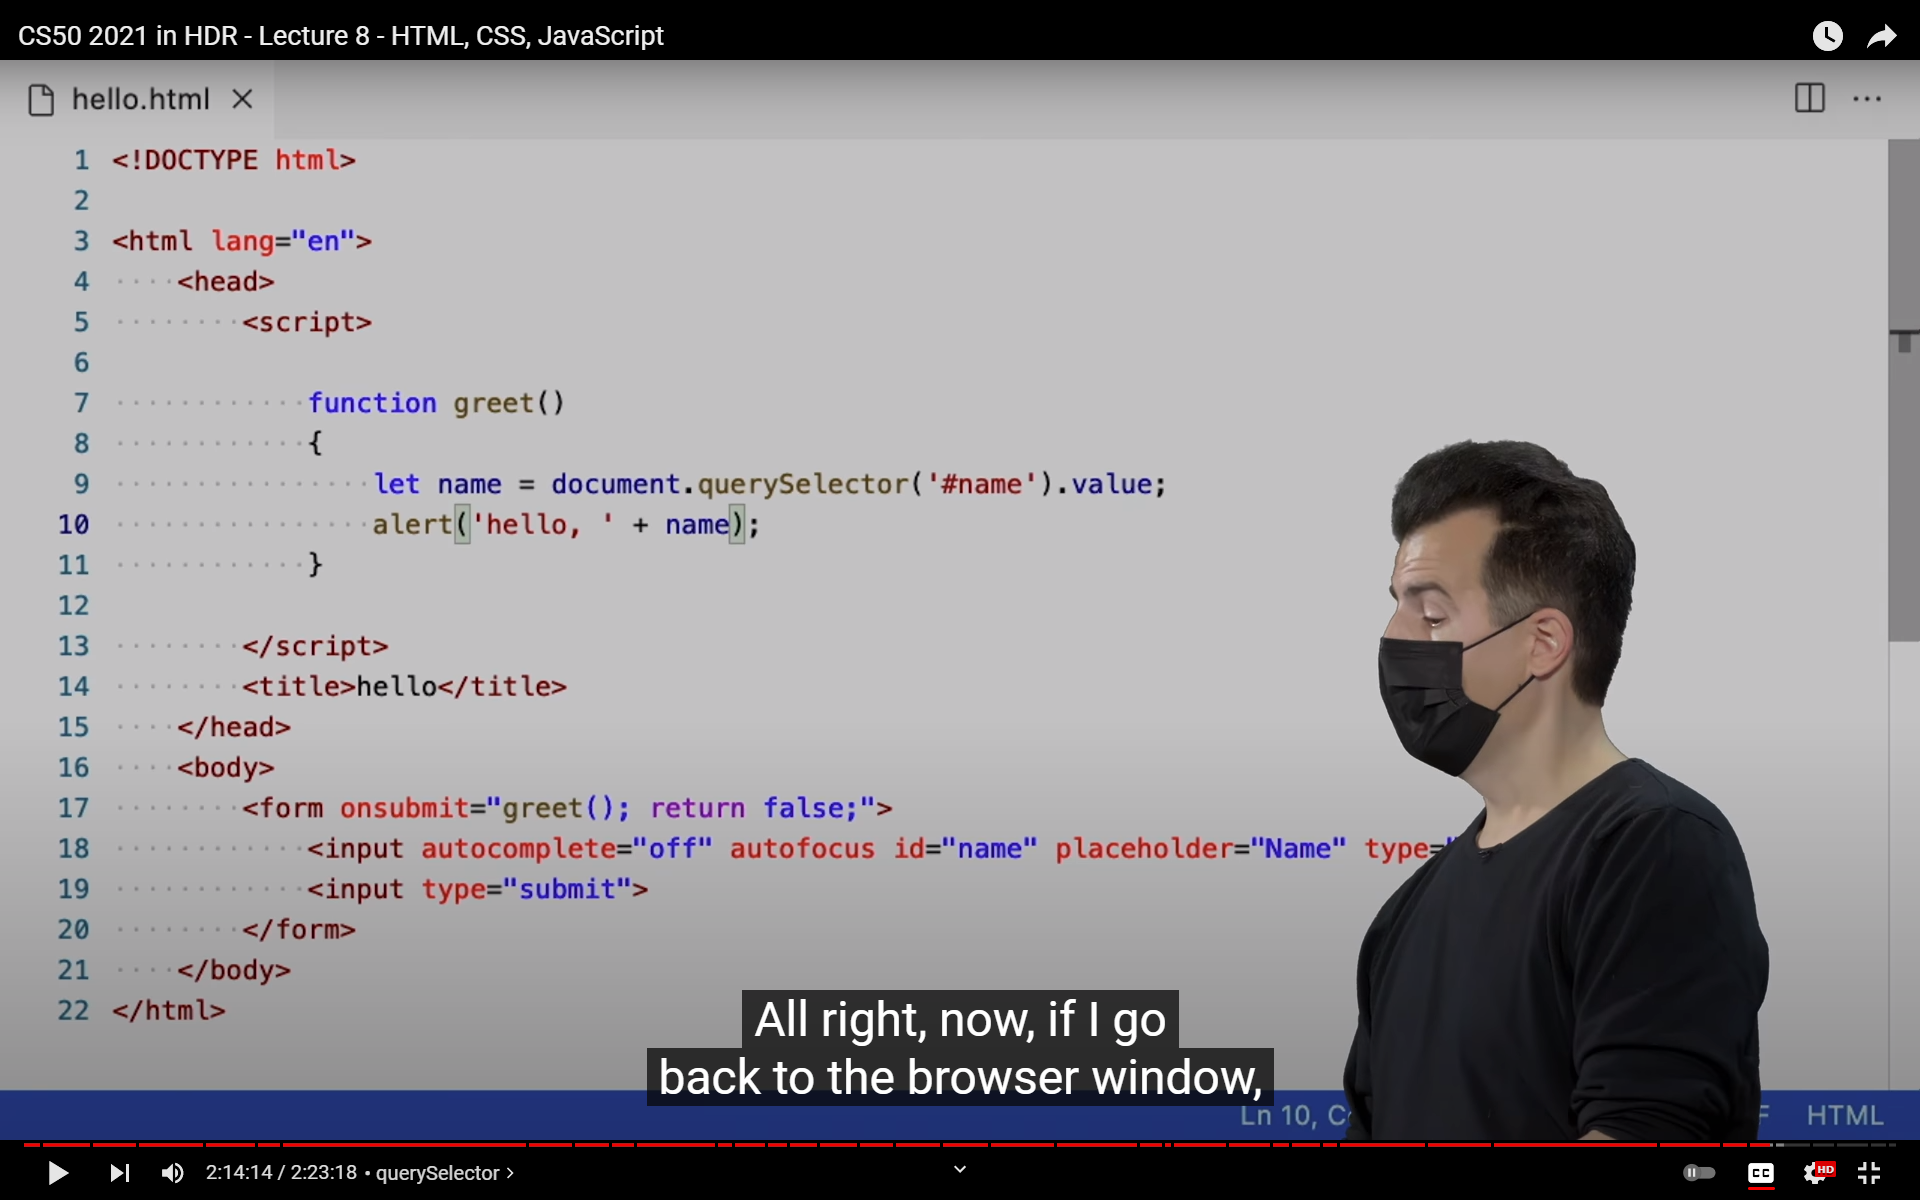 CS50 2021 in HDR - Lecture 8 - HTML, CSS, JavaScript
hello.html
1 <!DOCTYPE html>
2
3 <html lang="en">
4 <head>
5 <script>
6
7 function greet()
8 {
9 let name = document.querySelector('#name').value;
10 alert('hello, ' + name);
11 }
12
13 </script>
14 <title>hello</title>
15 </head>
16 <body>
17 <form onsubmit="greet(); return false;">
18 <input autocomplete="off" autofocus id="name" placeholder="Name" type="
19 <input type="submit">
20 </form>
21 </body>
22 </html>
All right, now, if I go
back to the browser window,
Ln 10, C
F HTML
2:14:14 / 2:23:18 • querySelector ›
CC
HD